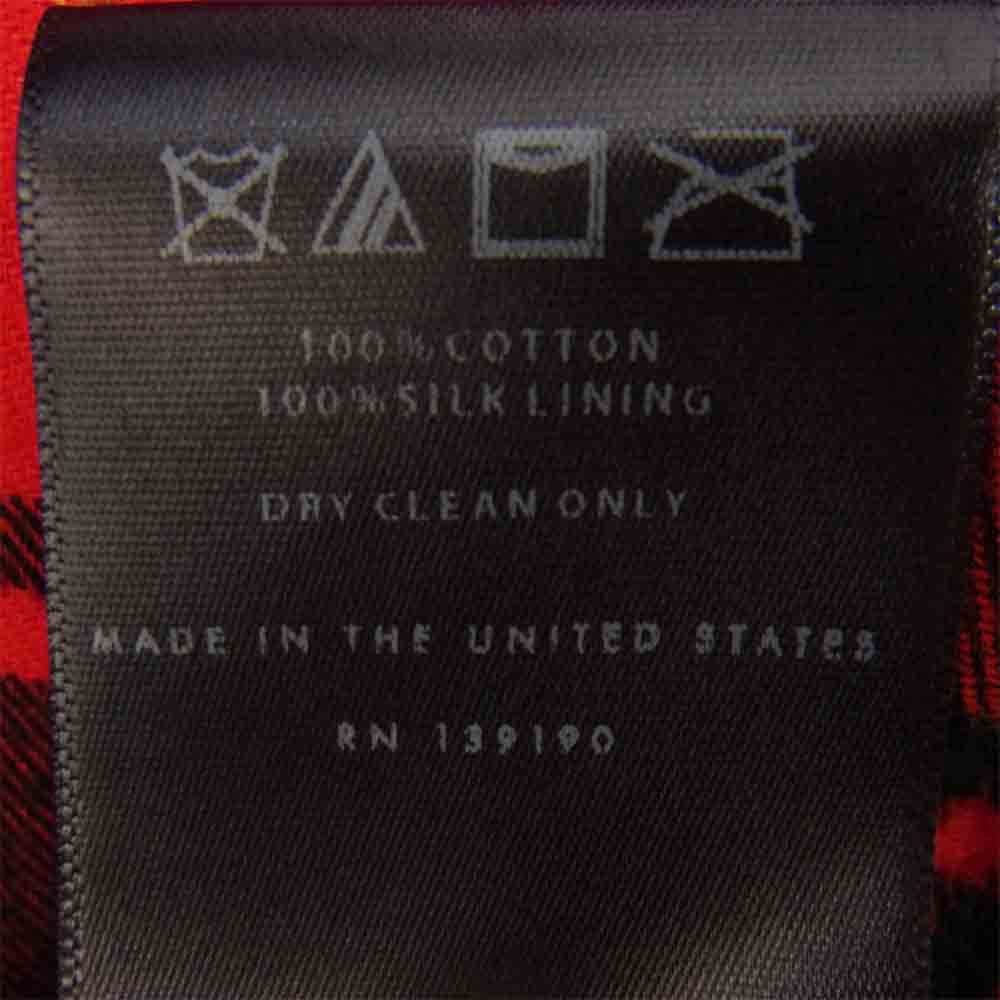 100% COTTON
100% SILK LINING
DRY CLEAN ONLY
MADE IN THE UNITED STATES
RN 139190